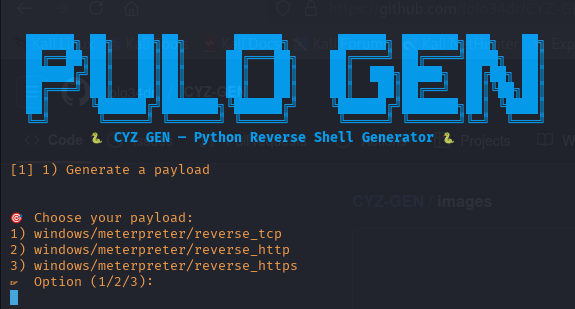 https://github.com
PULO GEN
🐍 CYZ GEN — Python Reverse Shell Generator 🐍
Code
Projects
[1] 1) Generate a payload
CYZ-GEN / images
🎯 Choose your payload:
1) windows/meterpreter/reverse_tcp
2) windows/meterpreter/reverse_http
3) windows/meterpreter/reverse_https
☞ Option (1/2/3):